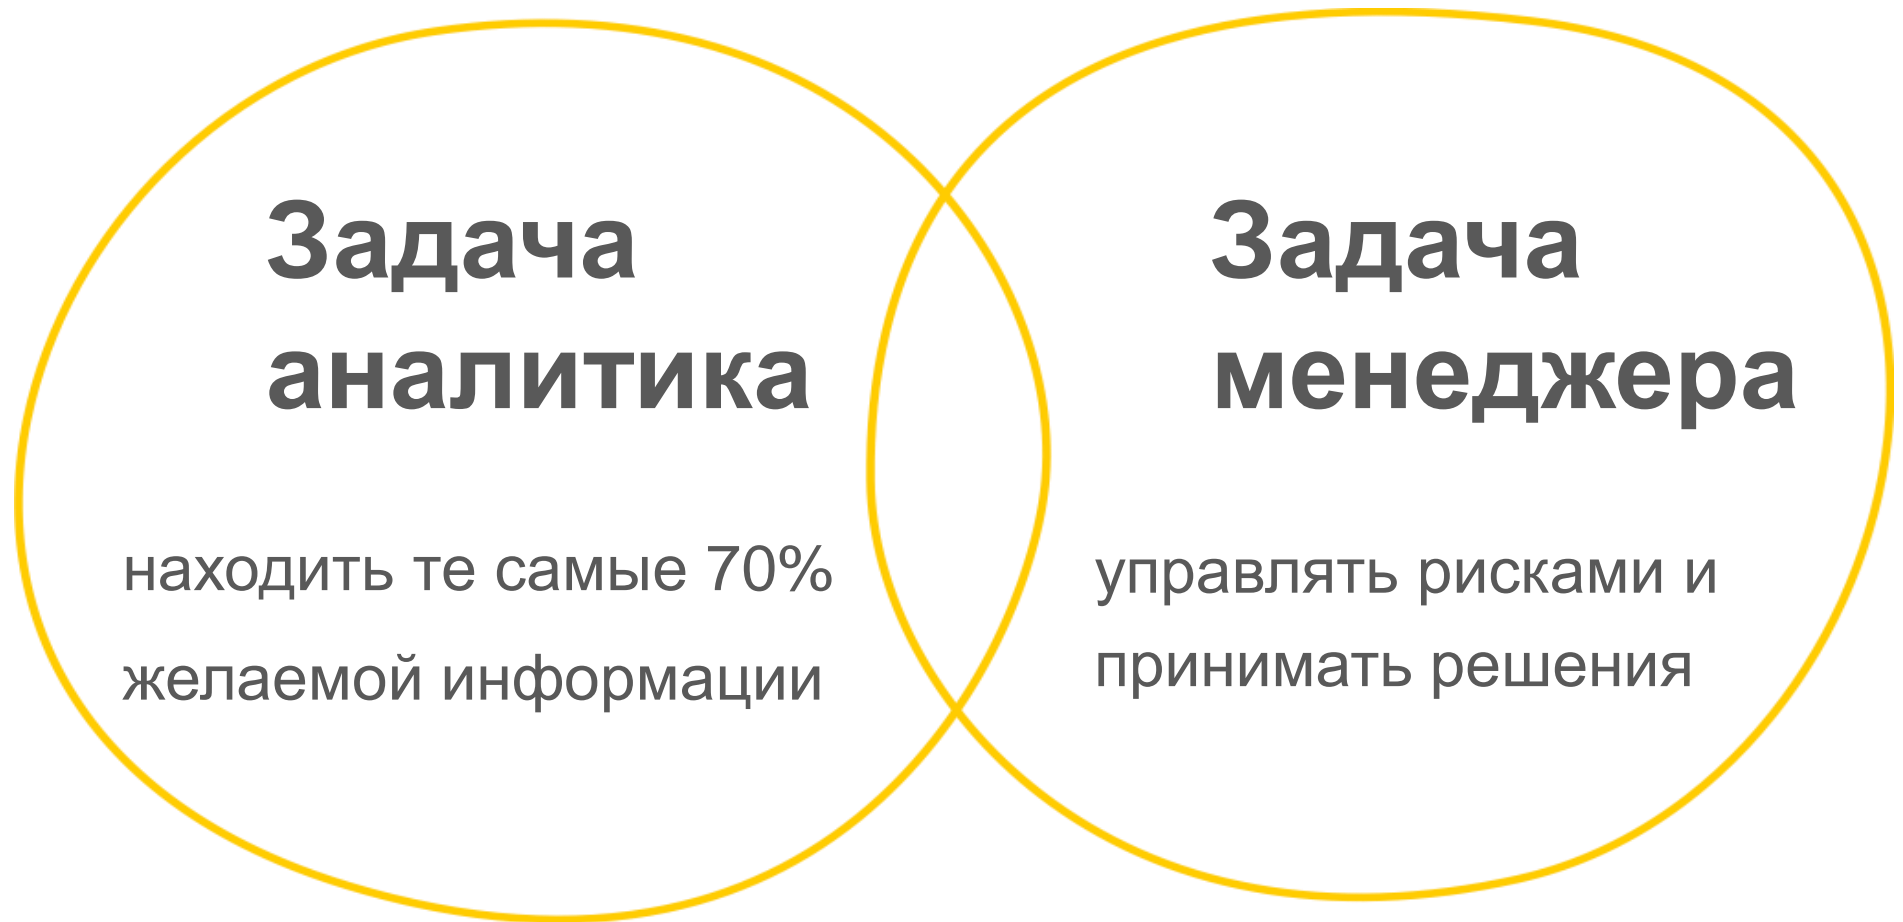 Задача
аналитика
находить те самые 70%
желаемой информации
Задача
менеджера
управлять рисками и
принимать решения